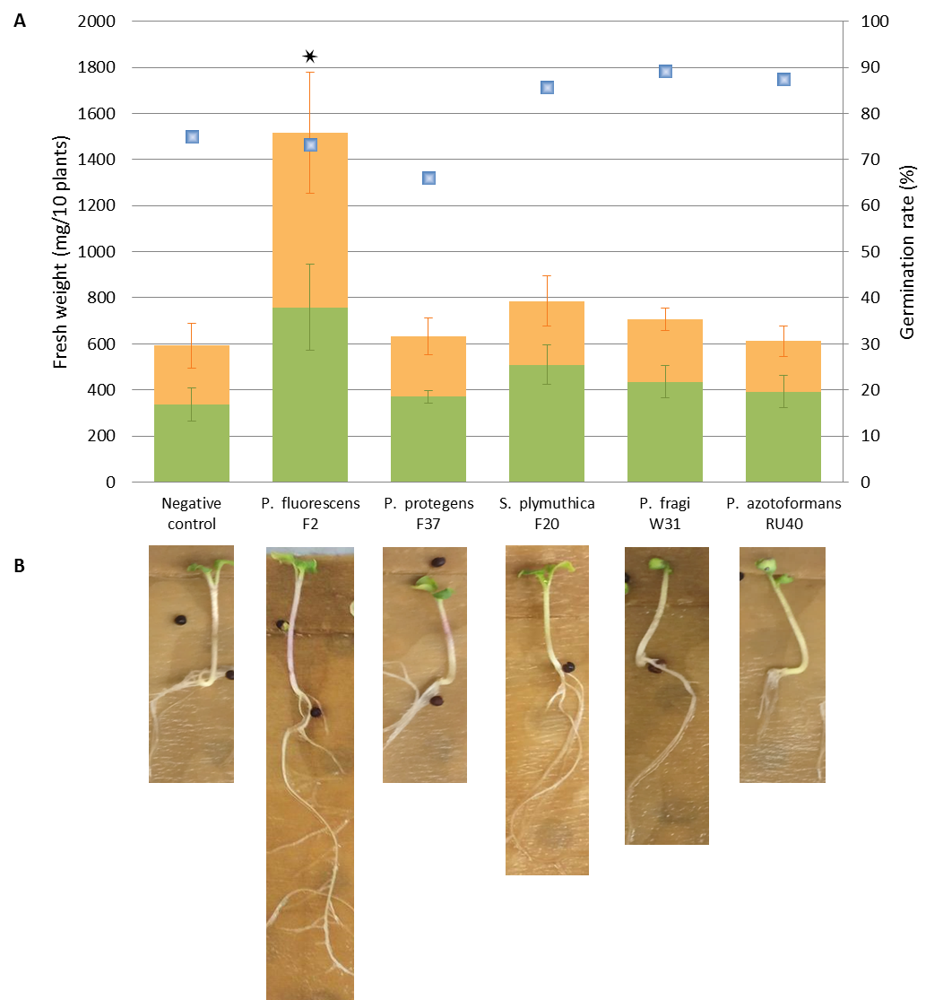 A
2000
1800
1600
1400
1200
1000
800
600
400
200
0
Fresh weight (mg/10 plants)
100
90
80
70
60
50
40
30
20
10
0
Germination rate (%)
Negative
control
P. fluorescens
F2
P. protegens
F37
S. plymuthica
F20
P. fragi
W31
P. azotoformans
RU40
B